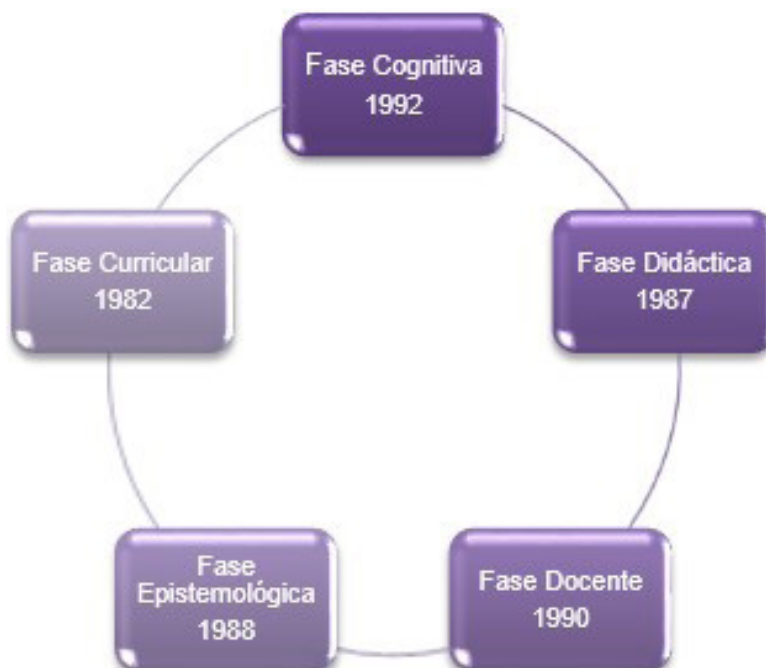 Fase Cognitiva
1992
Fase Didáctica
1987
Fase Docente
1990
Fase
Epistemológica
1988
Fase Curricular
1982